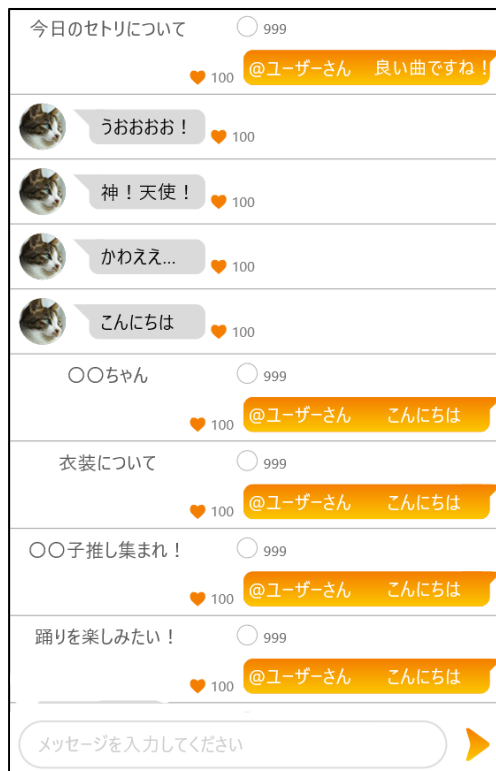 今日のセトリについて 999
100 @ユーザーさん 良い曲ですね！
うおおおお！ 100
神！天使！ 100
かわええ... 100
こんにちは 100
〇〇ちゃん 999
100 @ユーザーさん こんにちは
衣装について 999
100 @ユーザーさん こんにちは
〇〇子推し集まれ！ 999
100 @ユーザーさん こんにちは
踊りを楽しみたい！ 999
100 @ユーザーさん こんにちは
メッセージを入力してください